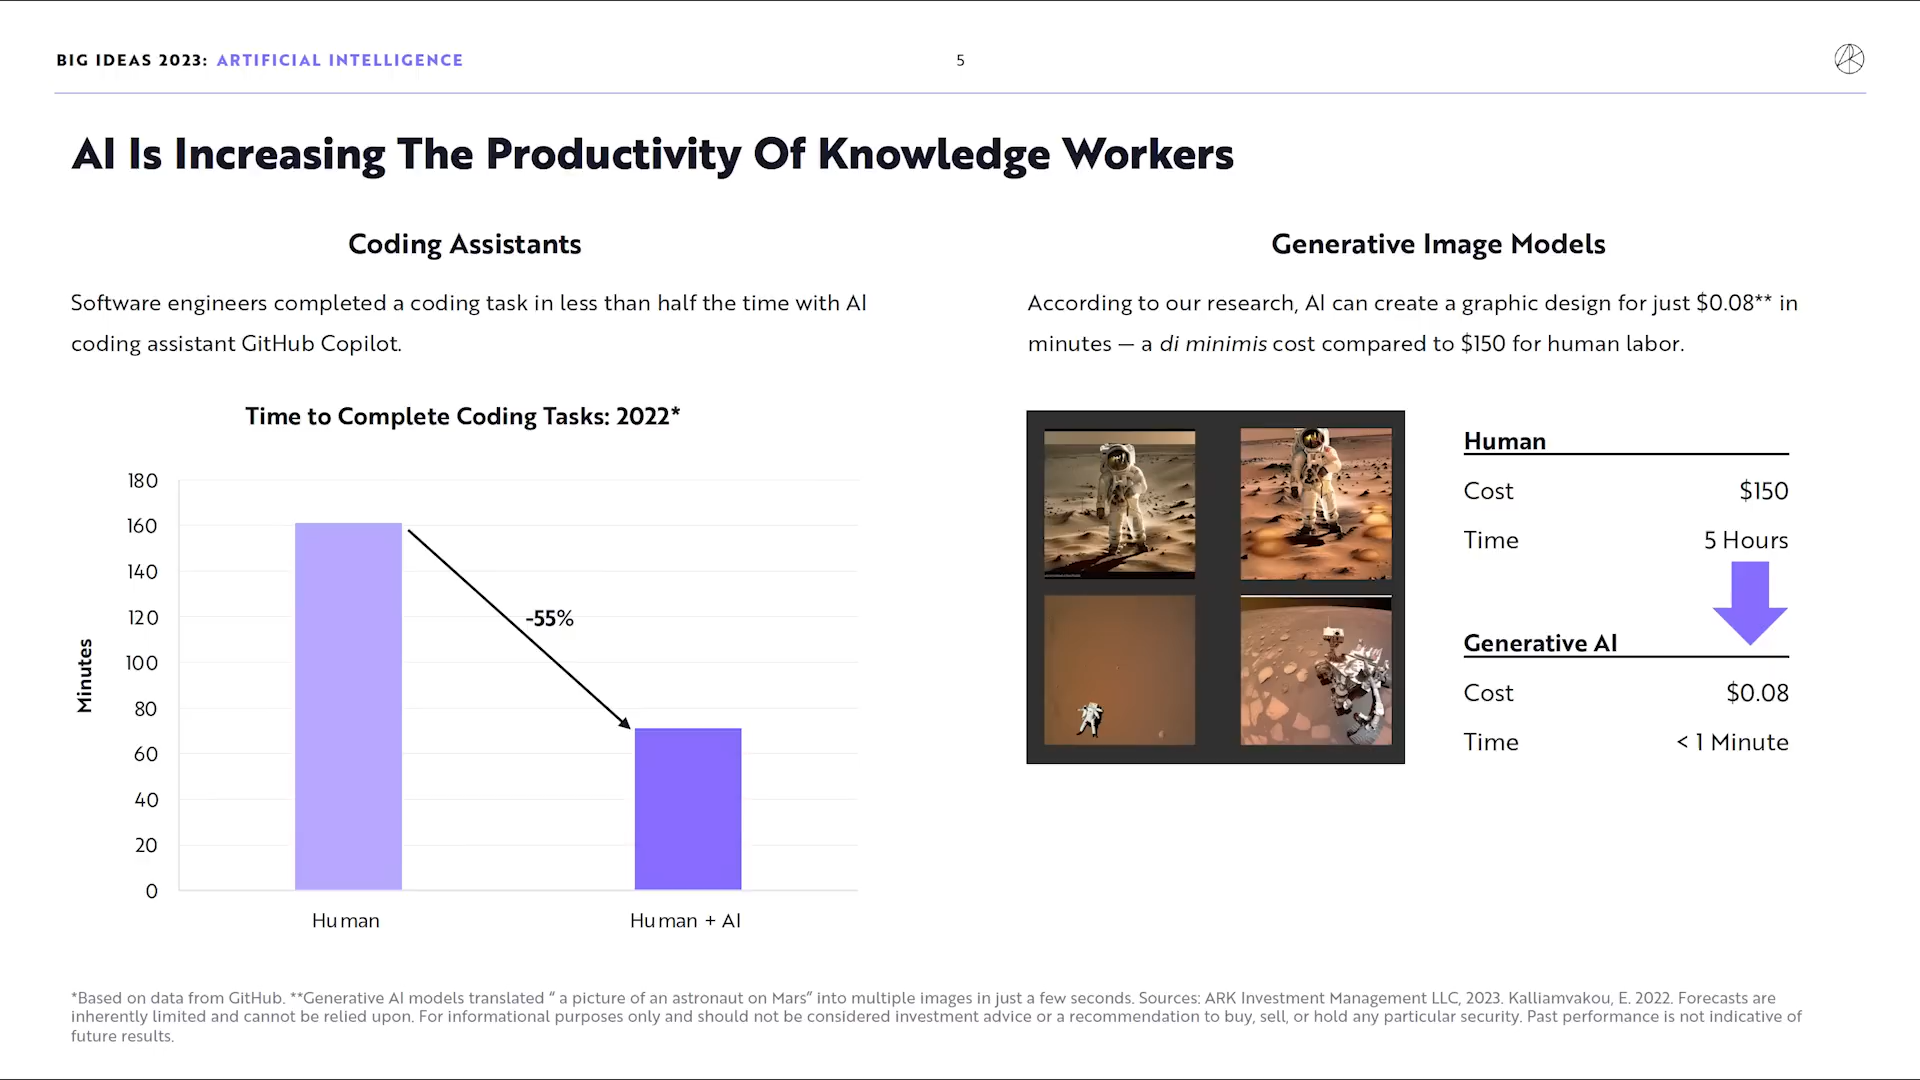 BIG IDEAS 2023: ARTIFICIAL INTELLIGENCE
5
AI Is Increasing The Productivity Of Knowledge Workers
Coding Assistants
Software engineers completed a coding task in less than half the time with AI
coding assistant GitHub Copilot.
Time to Complete Coding Tasks: 2022*
Minutes
180
160
140
120
100
80
60
40
20
0
-55%
Human
Human + AI
Generative Image Models
According to our research, AI can create a graphic design for just $0.08** in
minutes — a di minimis cost compared to $150 for human labor.
Human
Cost $150
Time 5 Hours
Generative AI
Cost $0.08
Time < 1 Minute
*Based on data from GitHub. **Generative AI models translated “ a picture of an astronaut on Mars” into multiple images in just a few seconds. Sources: ARK Investment Management LLC, 2023. Kalliamvakou, E. 2022. Forecasts are
inherently limited and cannot be relied upon. For informational purposes only and should not be considered investment advice or a recommendation to buy, sell, or hold any particular security. Past performance is not indicative of
future results.